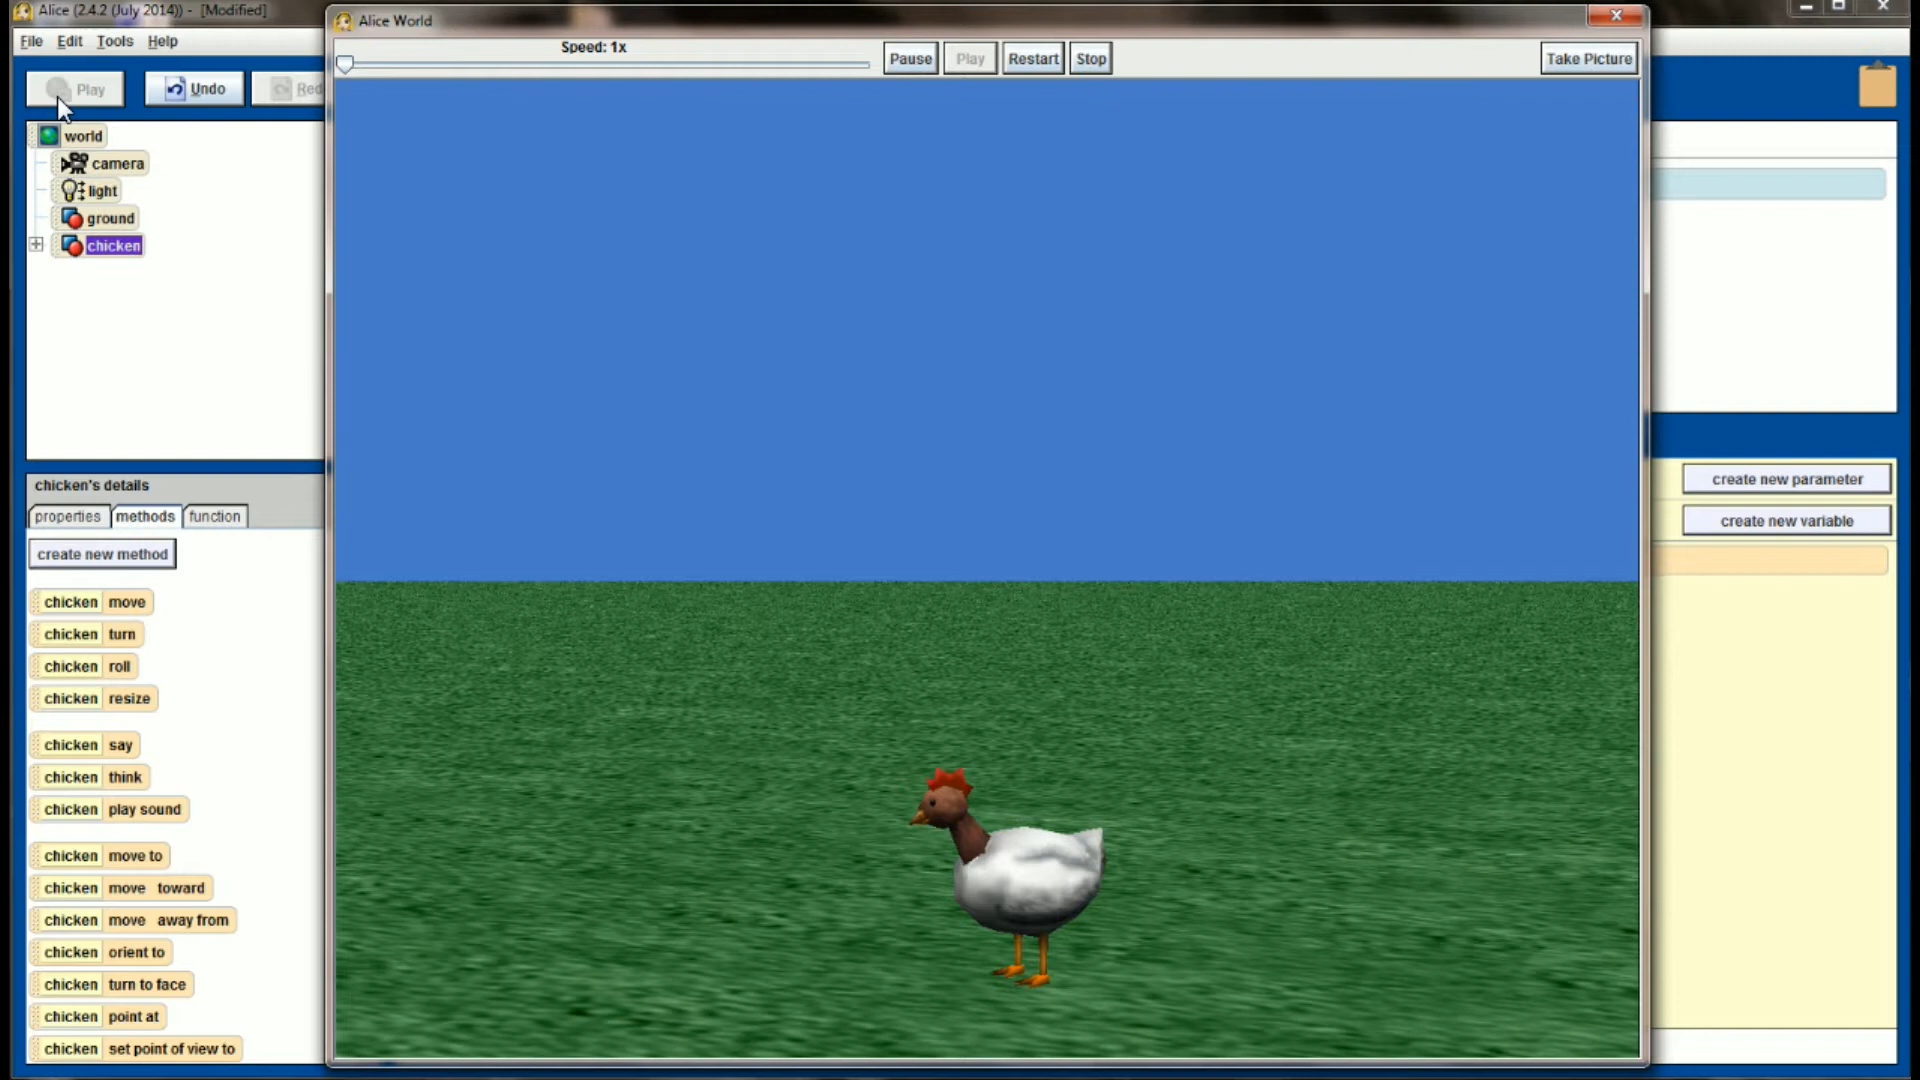 Alice (2.4.2 (July 2014)) - [Modified]
File Edit Tools Help
Play Undo Red
world
camera
light
ground
chicken
chicken's details
properties methods function
create new method
chicken move
chicken turn
chicken roll
chicken resize
chicken say
chicken think
chicken play sound
chicken move to
chicken move toward
chicken move away from
chicken orient to
chicken turn to face
chicken point at
chicken set point of view to
Alice World
Speed: 1x
Pause Play Restart Stop Take Picture
create new parameter
create new variable